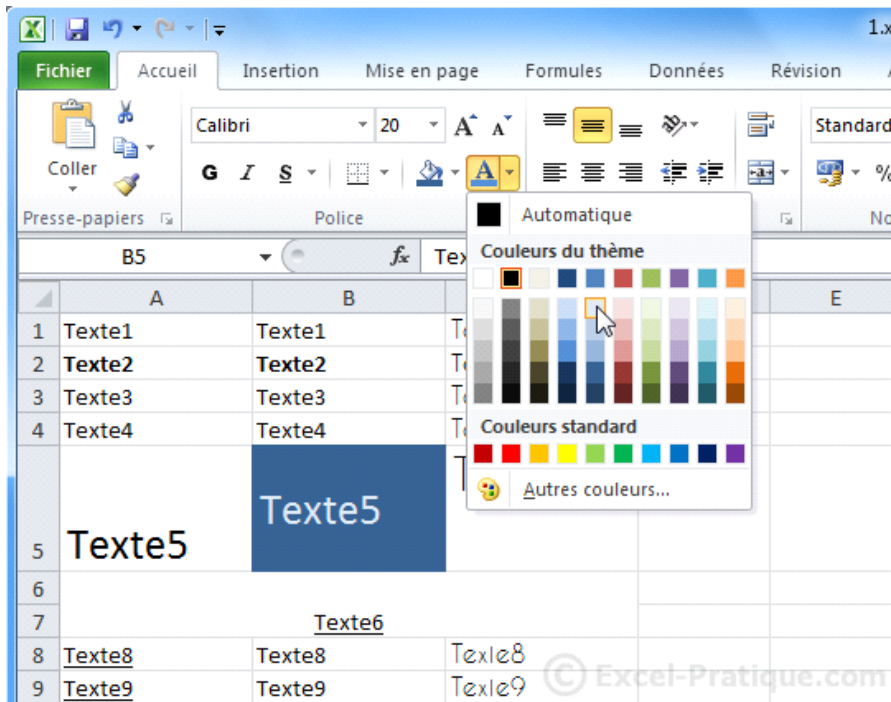 1.x
Fichier Accueil Insertion Mise en page Formules Données Révision
Calibri 20 A A Standard
Coller G I S A a %
Presse-papiers Police No
Automatique
B5 fx Tex
Couleurs du thème
A B E
1 Texte1 Texte1
2 Texte2 Texte2
3 Texte3 Texte3
4 Texte4 Texte4
Couleurs standard
Autres couleurs...
5 Texte5 Texte5 T
6
7 Texte6
8 Texte8 Texte8 Texte8
9 Texte9 Texte9 Texte9
© Excel-Pratique.com